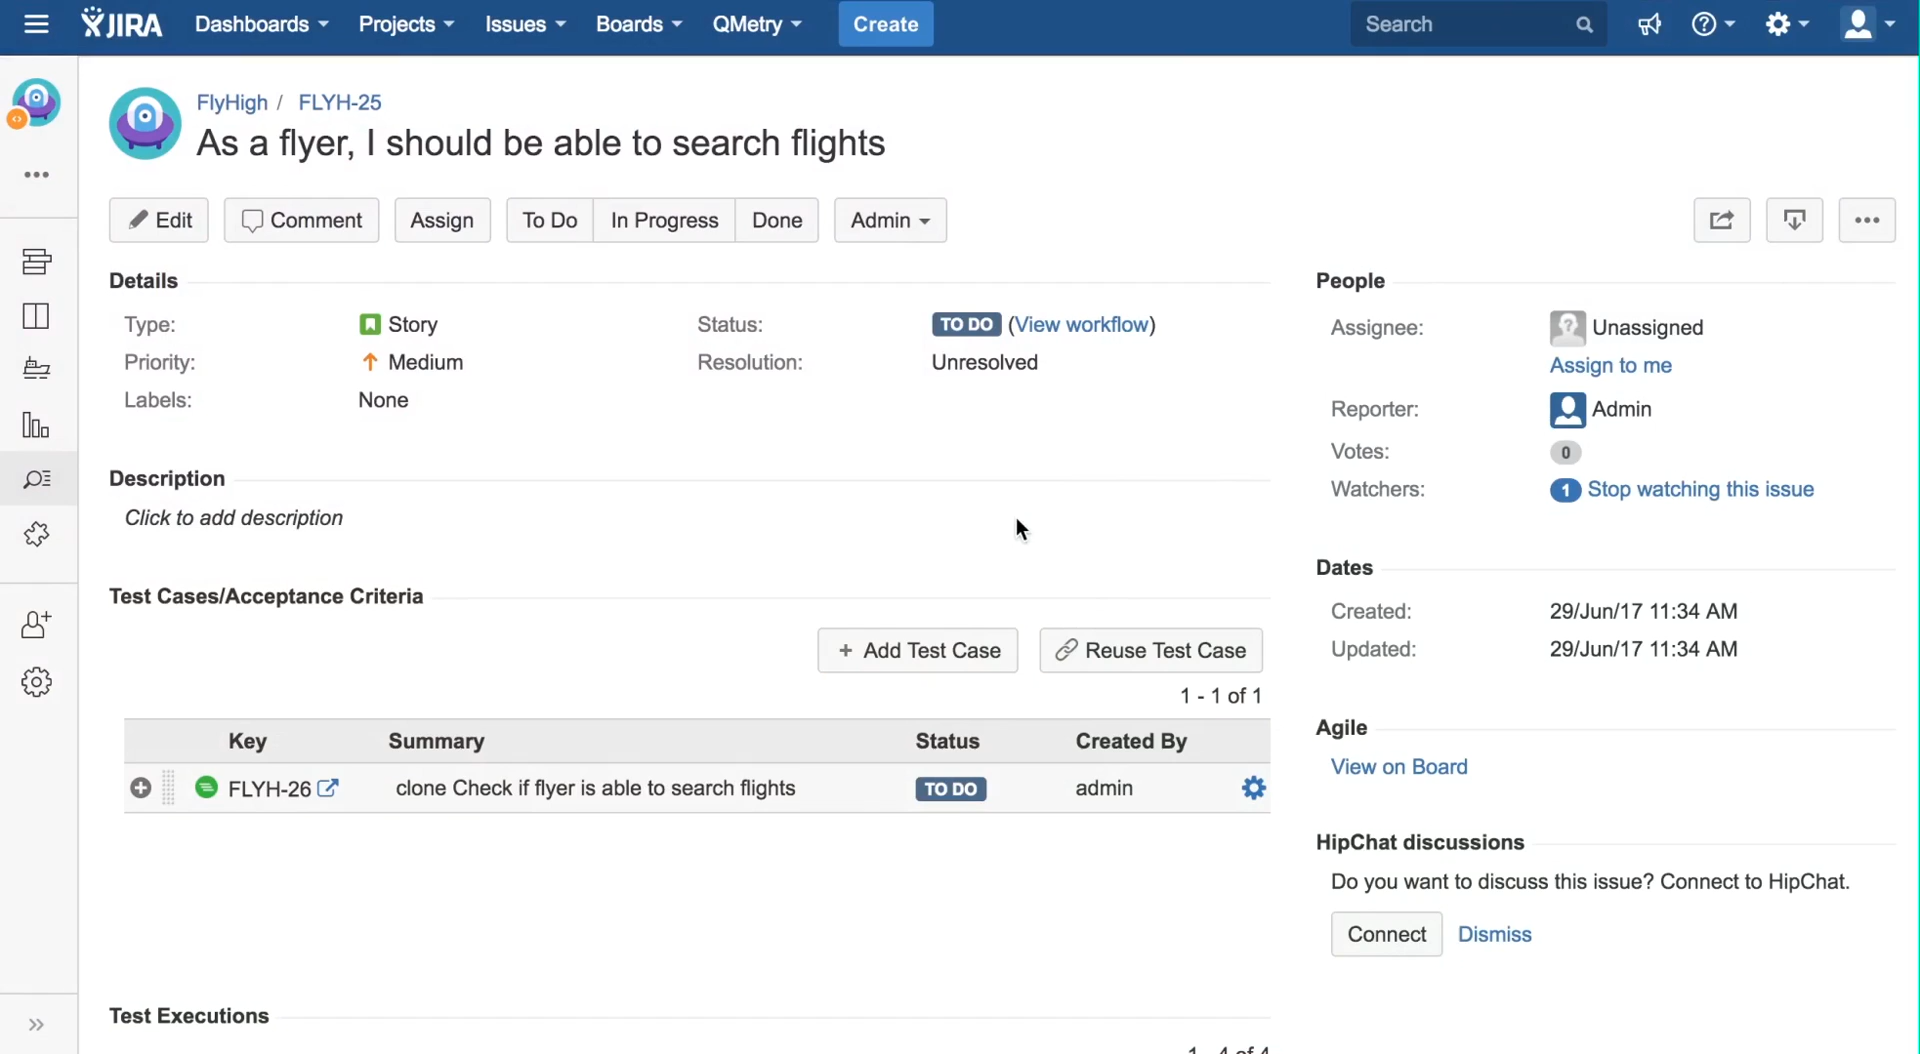 JIRA Dashboards Projects Issues Boards QMetry Create Search
FlyHigh / FLYH-25
As a flyer, I should be able to search flights
Edit Comment Assign To Do In Progress Done Admin
Details
Type: Story Status: TO DO (View workflow)
Priority: Medium Resolution: Unresolved
Labels: None
Description
Click to add description
Test Cases/Acceptance Criteria
+ Add Test Case Reuse Test Case
1 - 1 of 1
Key Summary Status Created By
FLYH-26 clone Check if flyer is able to search flights TO DO admin
Test Executions
1 - 4 of 4
People
Assignee: Unassigned
Assign to me
Reporter: Admin
Votes: 0
Watchers: 1 Stop watching this issue
Dates
Created: 29/Jun/17 11:34 AM
Updated: 29/Jun/17 11:34 AM
Agile
View on Board
HipChat discussions
Do you want to discuss this issue? Connect to HipChat.
Connect Dismiss